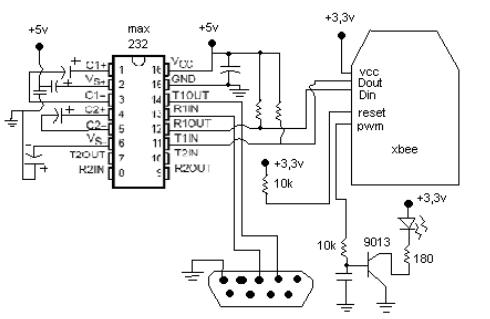 +5v
max
232
+5v
+3,3v
C1+ 1 16 VCC
VS+ 2 15 GND
C1- 3 14 T1OUT
C2+ 4 13 R1IN
C2- 5 12 R1OUT
VS- 6 11 T1IN
T2OUT 7 10 T2IN
R2IN 8 9 R2OUT
vcc
Dout
Din
reset
pwm
xbee
+3,3v
10k
+3,3v
10k
9013
180